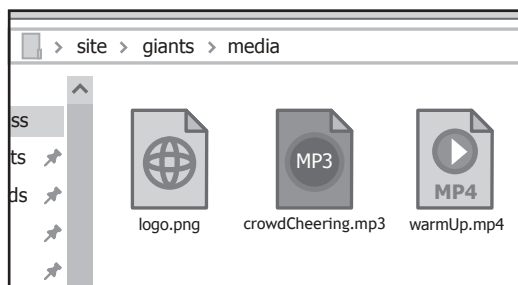 site > giants > media
ss
ts
ds
MP3
MP4
logo.png
crowdCheering.mp3
warmUp.mp4